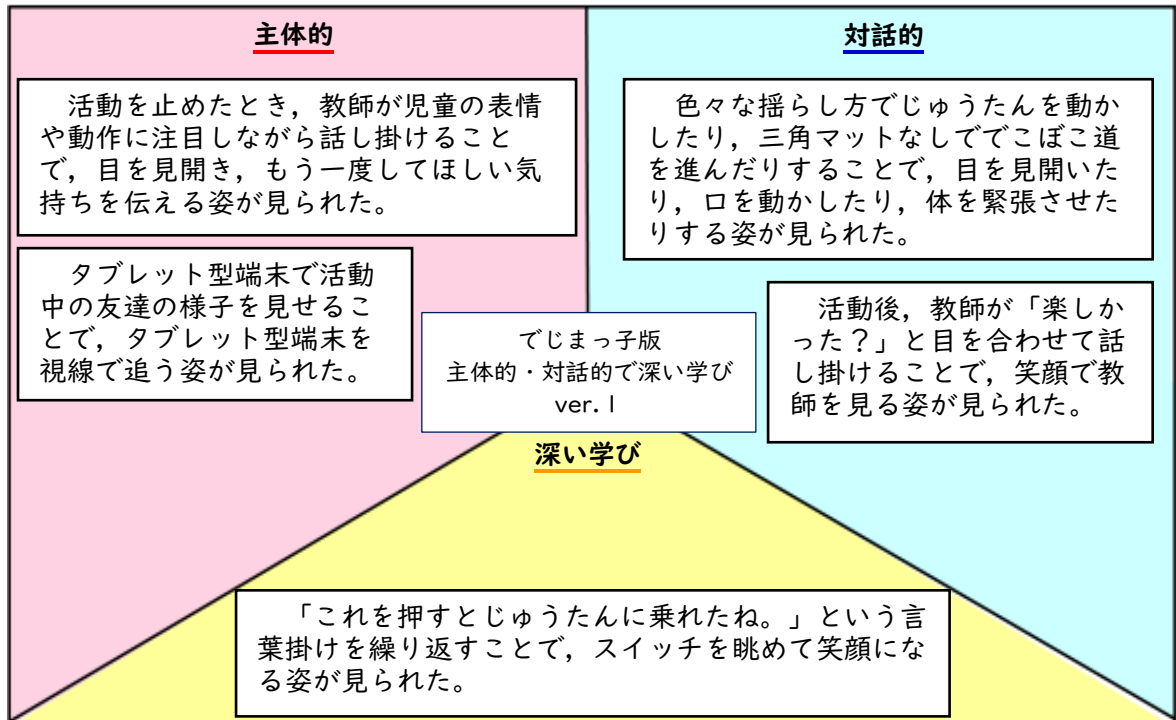 主体的
　活動を止めたとき，教師が児童の表情
や動作に注目しながら話し掛けること
で，目を見開き，もう一度してほしい気
持ちを伝える姿が見られた。
　タブレット型端末で活動
中の友達の様子を見せるこ
とで，タブレット型端末を
視線で追う姿が見られた。
対話的
　色々な揺らし方でじゅうたんを動か
したり，三角マットなしででこぼこ道
を進んだりすることで，目を見開いた
り，口を動かしたり，体を緊張させた
りする姿が見られた。
　活動後，教師が「楽しか
った？」と目を合わせて話
し掛けることで，笑顔で教
師を見る姿が見られた。
でじまっ子版
主体的・対話的で深い学び
ver.1
深い学び
　「これを押すとじゅうたんに乗れたね。」という言
葉掛けを繰り返すことで，スイッチを眺めて笑顔にな
る姿が見られた。